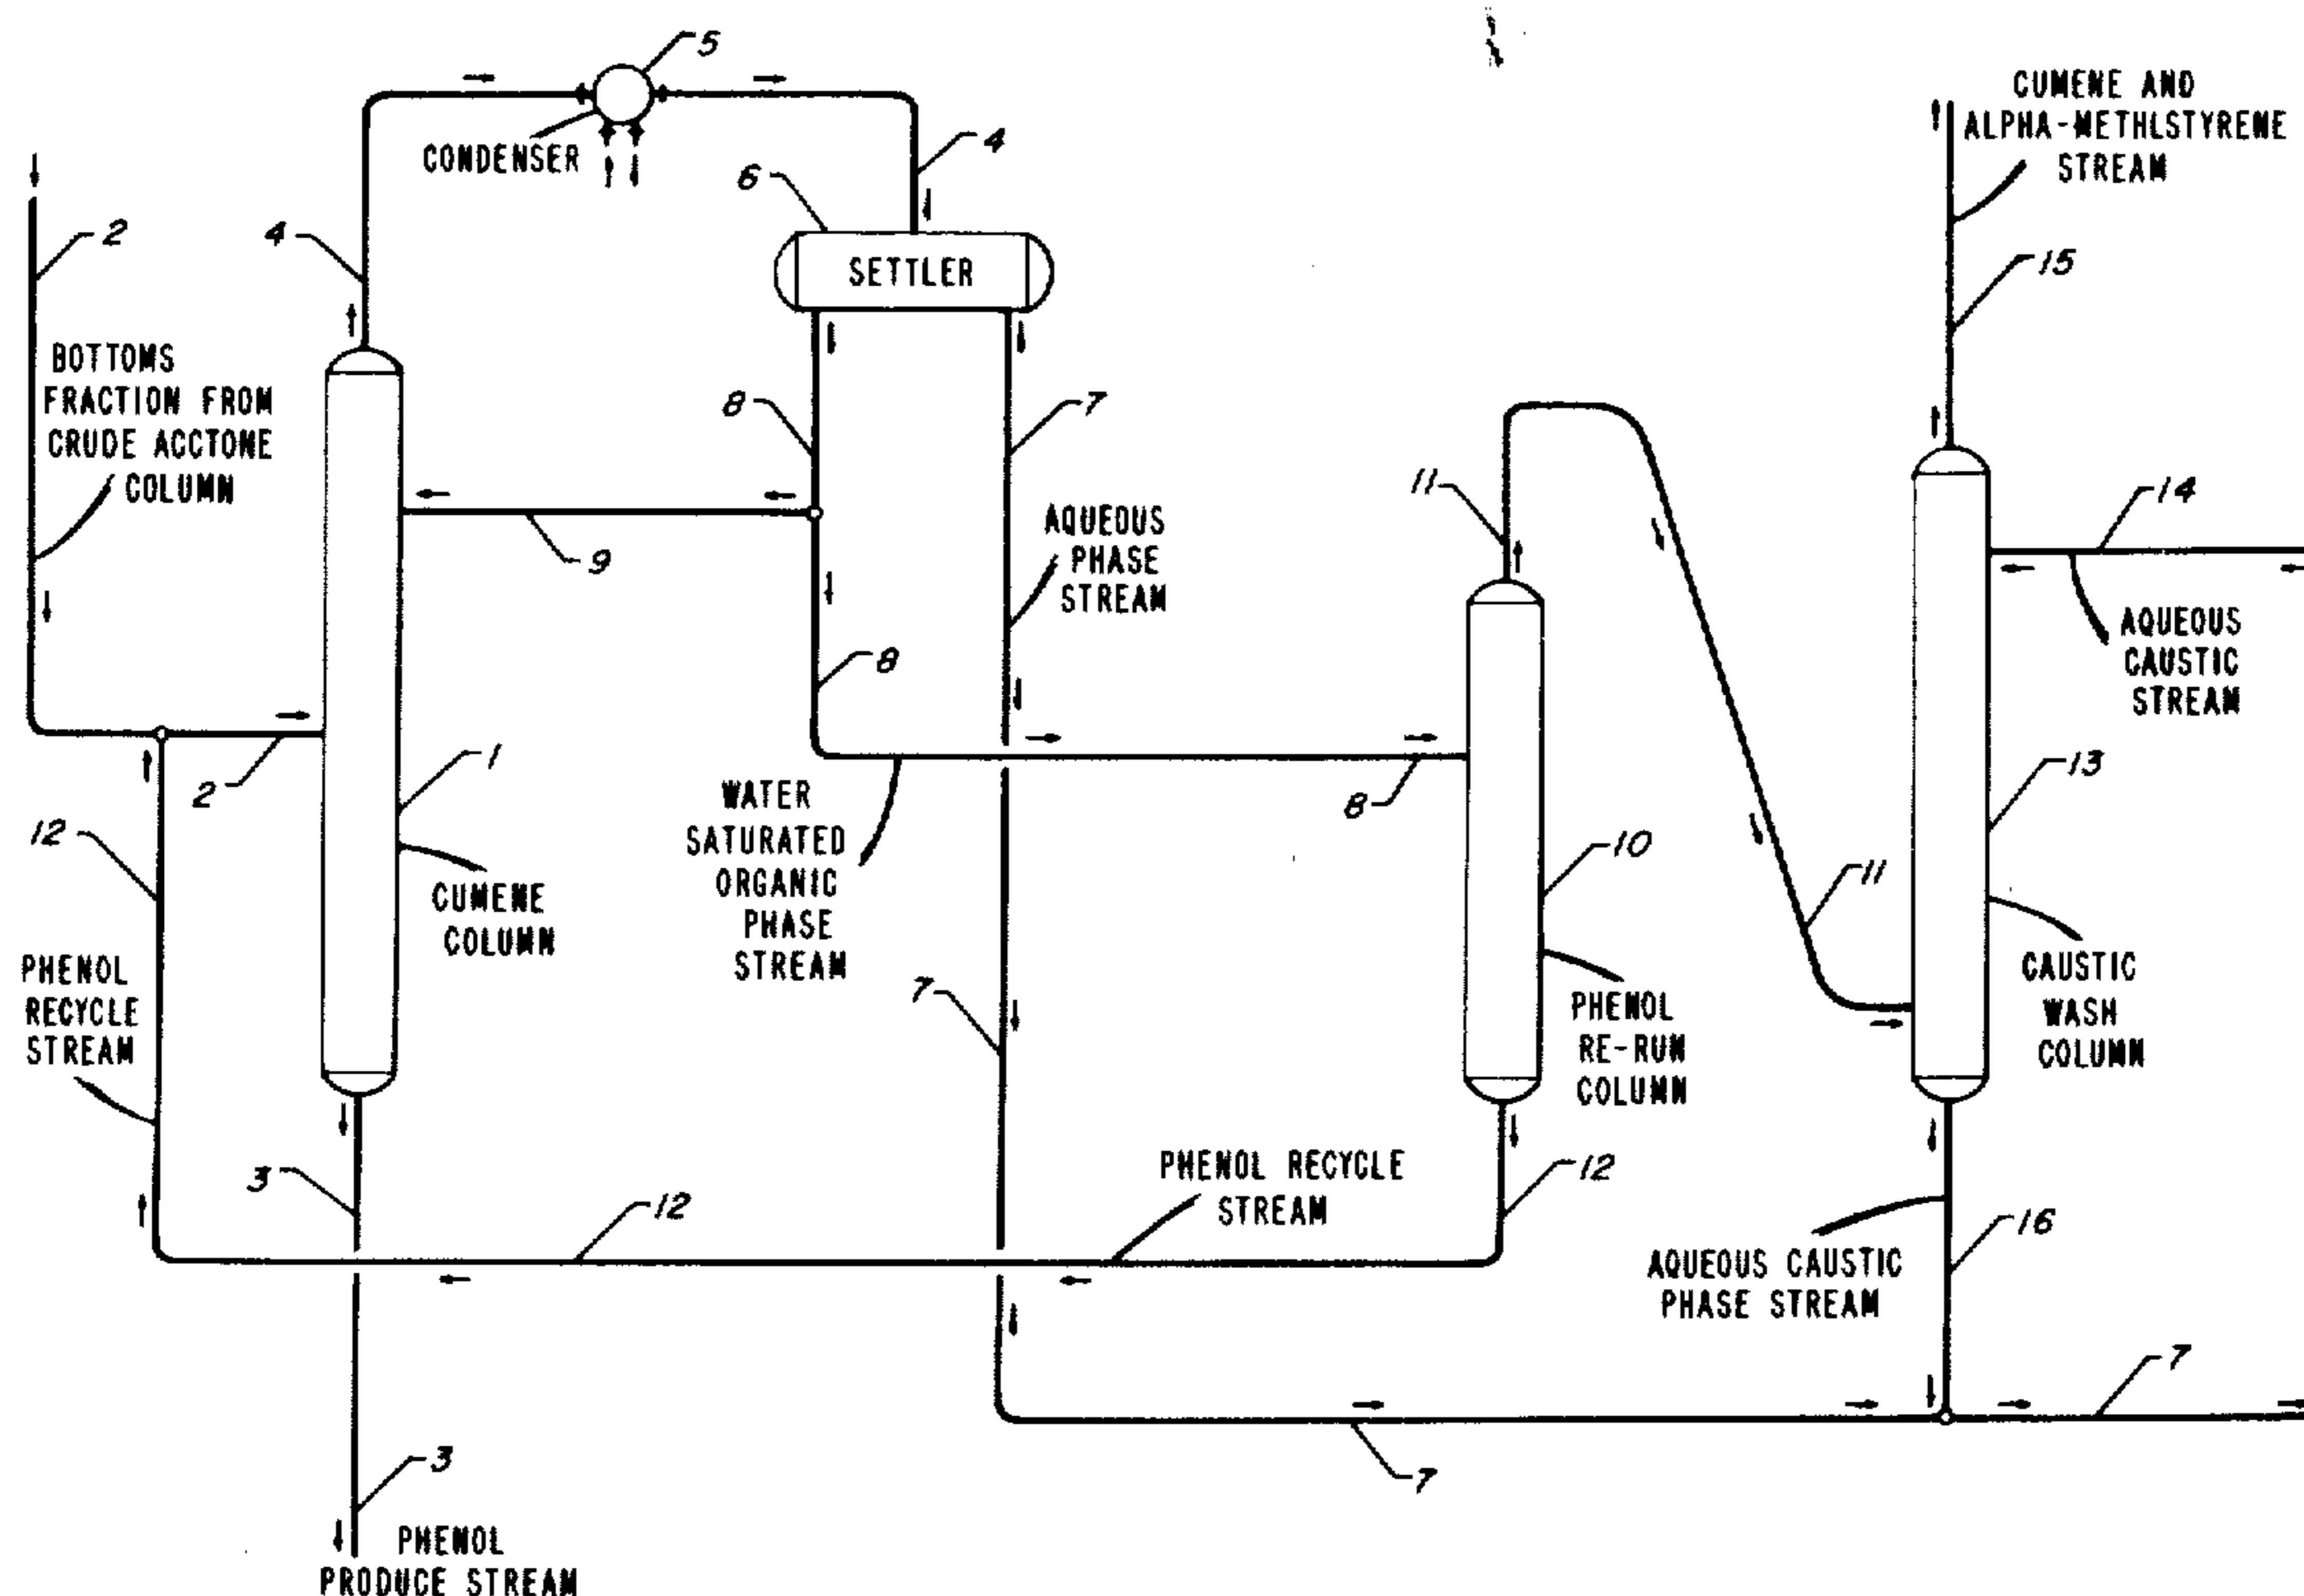 5
CONDENSER
4
6
SETTLER
2
4
CUMENE AND
ALPHA-METHLSTYRENE
STREAM
15
BOTTOMS
FRACTION FROM
CRUDE ACCTONE
COLUMN
8
7
9
11
14
AQUEOUS
PHASE
STREAM
AQUEOUS
CAUSTIC
STREAM
8
2
1
8
13
12
WATER
SATURATED
ORGANIC
PHASE
STREAM
10
11
CUMENE
COLUMN
PHENOL
RECYCLE
STREAM
7
PHENOL
RE-RUN
COLUMN
CAUSTIC
WASH
COLUMN
3
12
PHENOL RECYCLE
STREAM
12
16
AQUEOUS CAUSTIC
PHASE STREAM
7
3
7
PHENOL
PRODUCE STREAM